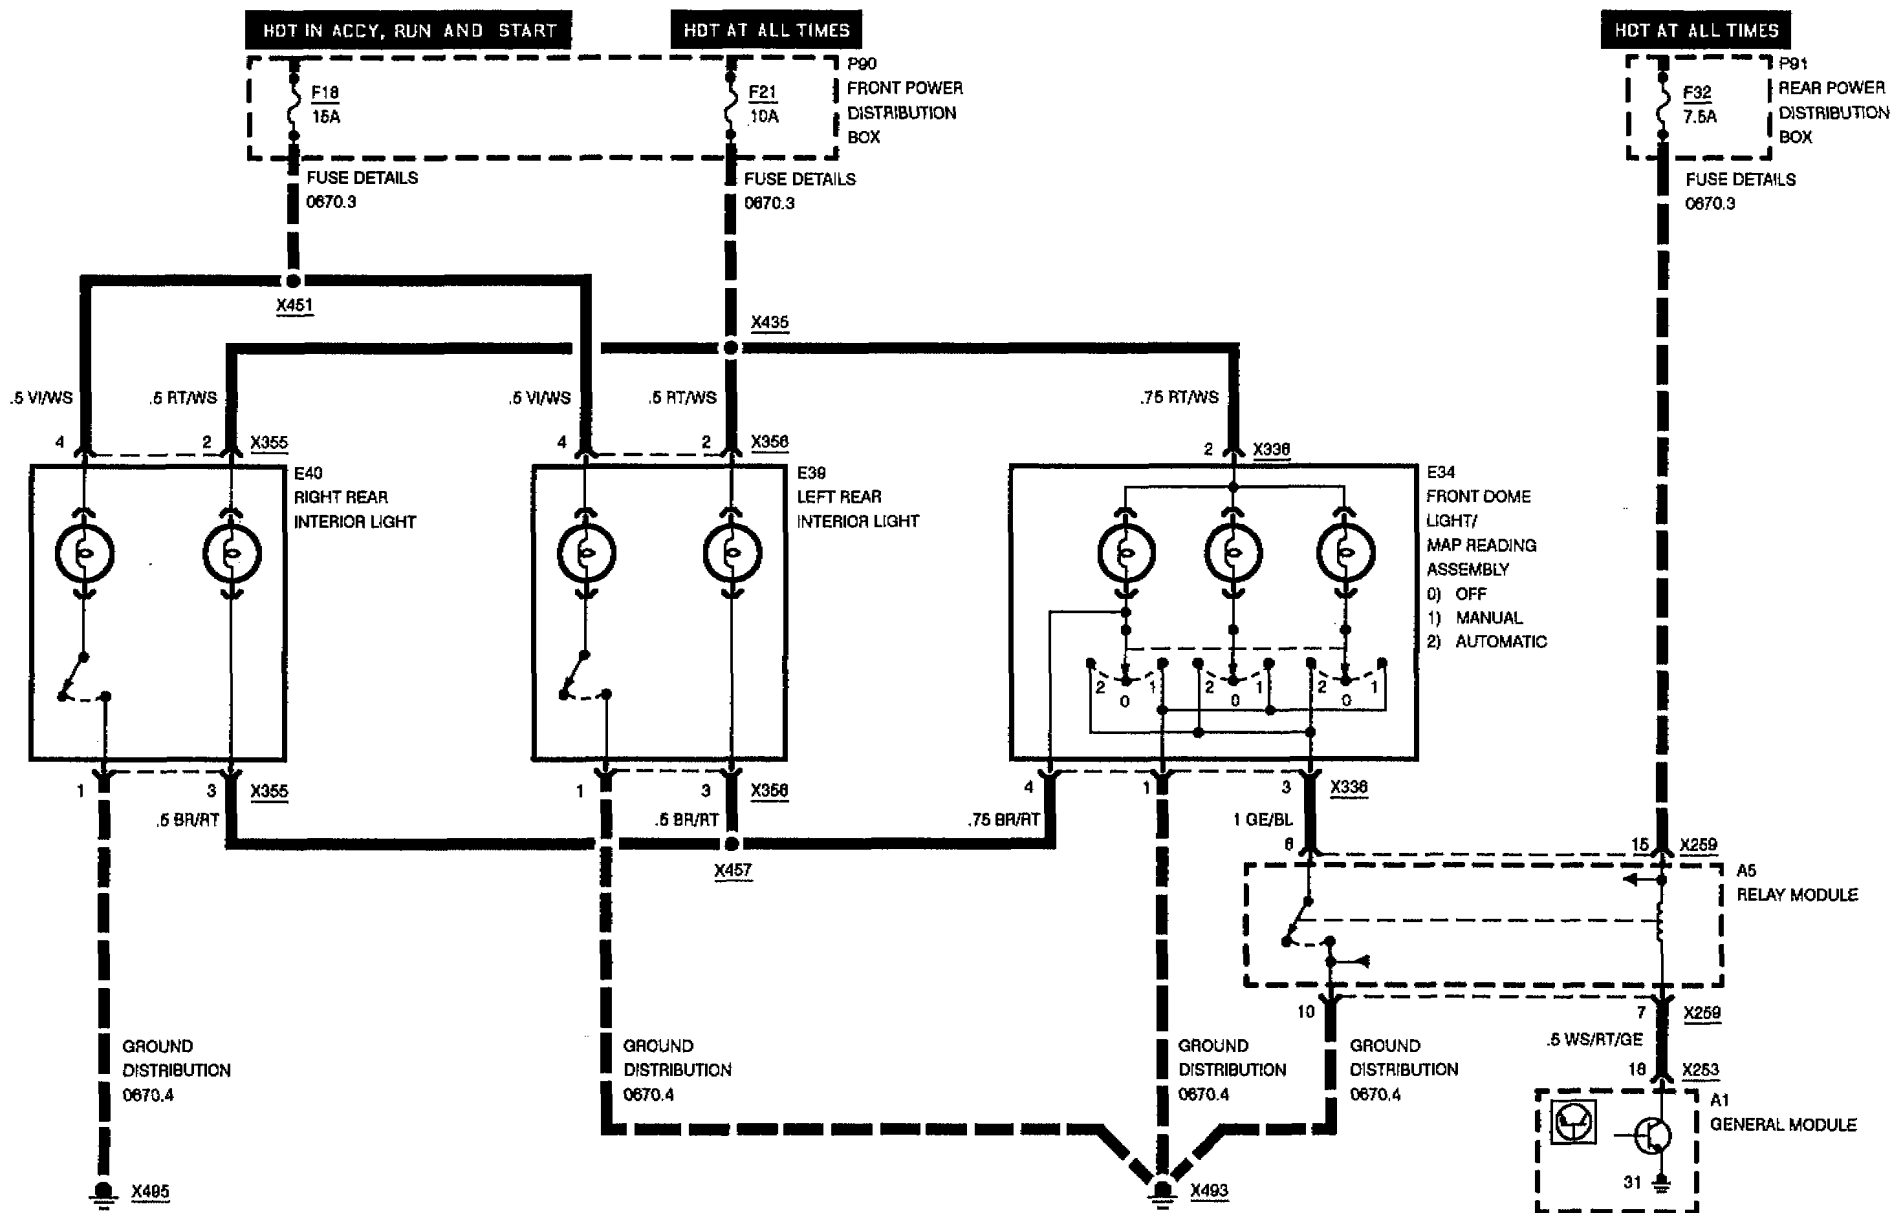 HOT IN ACCY, RUN AND START
HOT AT ALL TIMES
HOT AT ALL TIMES
F18
15A
F21
10A
P90
FRONT POWER
DISTRIBUTION
BOX
F32
7.5A
P91
REAR POWER
DISTRIBUTION
BOX
FUSE DETAILS
0670.3
FUSE DETAILS
0670.3
FUSE DETAILS
0670.3
X451
X435
.5 VI/WS
.5 RT/WS
.5 VI/WS
.5 RT/WS
.75 RT/WS
4
2
X355
4
2
X356
2
X336
E40
RIGHT REAR
INTERIOR LIGHT
E39
LEFT REAR
INTERIOR LIGHT
E34
FRONT DOME
LIGHT/
MAP READING
ASSEMBLY
0) OFF
1) MANUAL
2) AUTOMATIC
2 0 1
2 0 1
2 0 1
1
3
X355
1
3
X356
4
1
3
X336
.5 BR/RT
.5 BR/RT
.75 BR/RT
1 GE/BL
X457
6
15
X259
A5
RELAY MODULE
10
7
X259
.5 WS/RT/GE
18
X253
GROUND
DISTRIBUTION
0670.4
GROUND
DISTRIBUTION
0670.4
GROUND
DISTRIBUTION
0670.4
GROUND
DISTRIBUTION
0670.4
A1
GENERAL MODULE
31
X495
X493